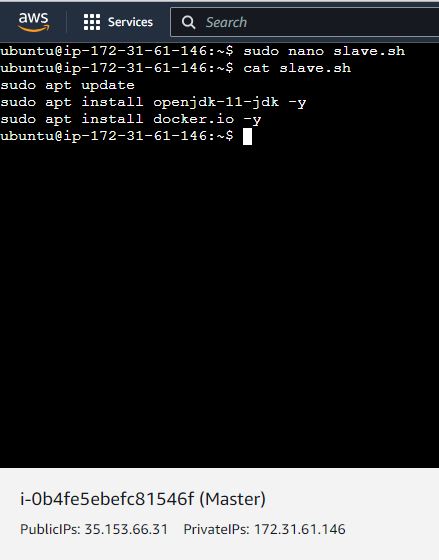 aws Services Search
ubuntu@ip-172-31-61-146:~$ sudo nano slave.sh
ubuntu@ip-172-31-61-146:~$ cat slave.sh
sudo apt update
sudo apt install openjdk-11-jdk -y
sudo apt install docker.io -y
ubuntu@ip-172-31-61-146:~$
i-0b4fe5ebefc81546f (Master)
PublicIPs: 35.153.66.31 PrivateIPs: 172.31.61.146